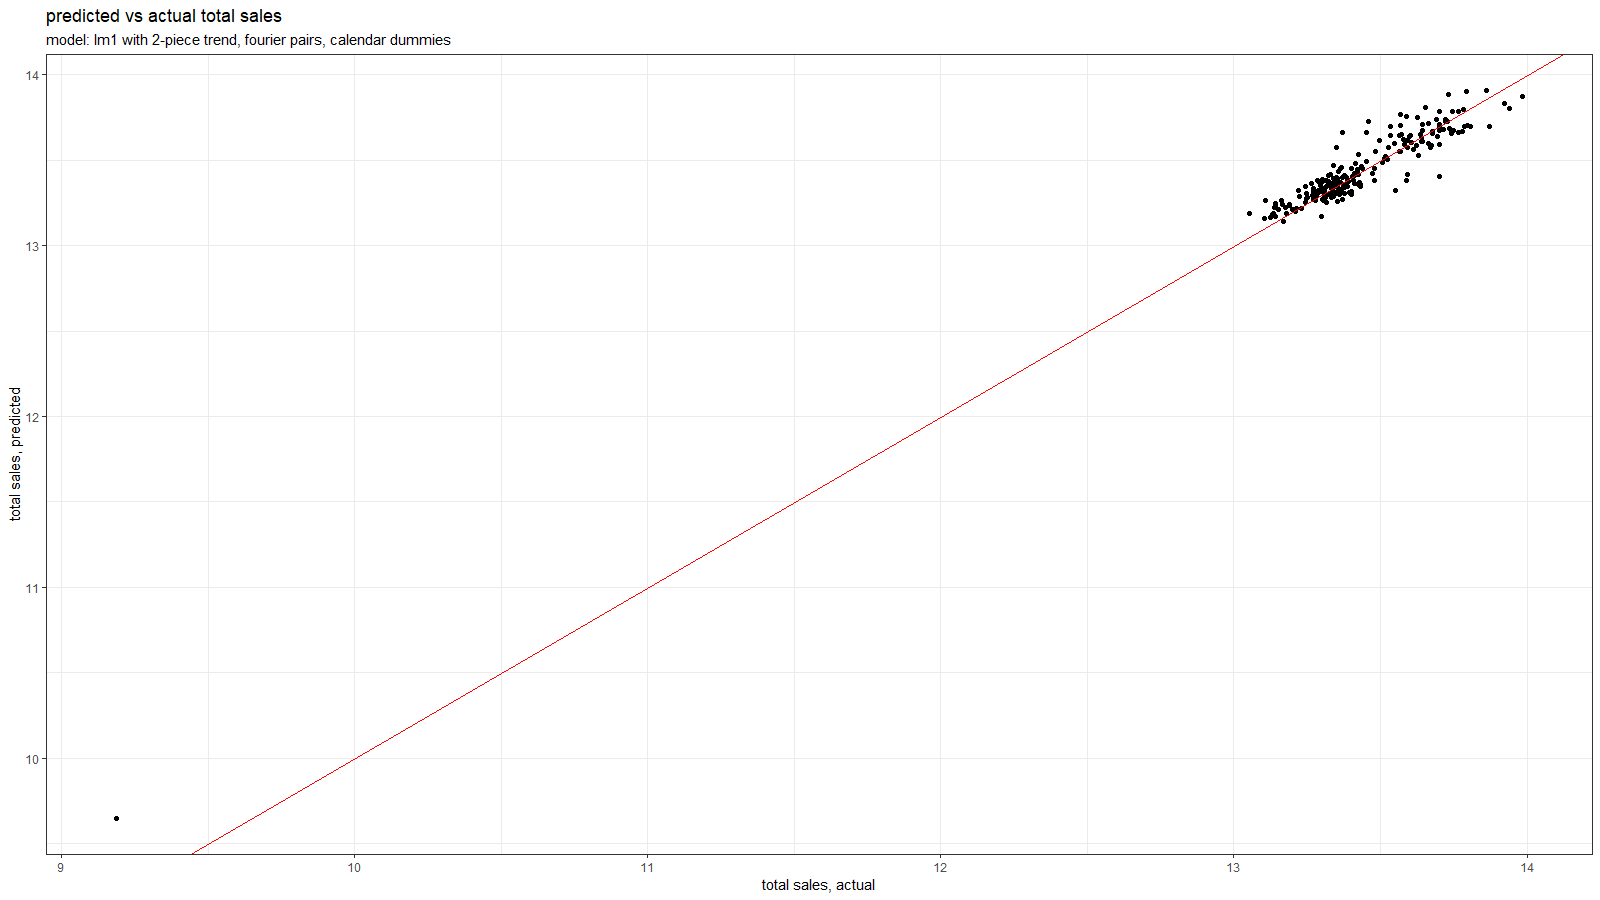 predicted vs actual total sales
model: lm1 with 2-piece trend, fourier pairs, calendar dummies
14
13
12
11
10
total sales, predicted
9 10 11 12 13 14
total sales, actual